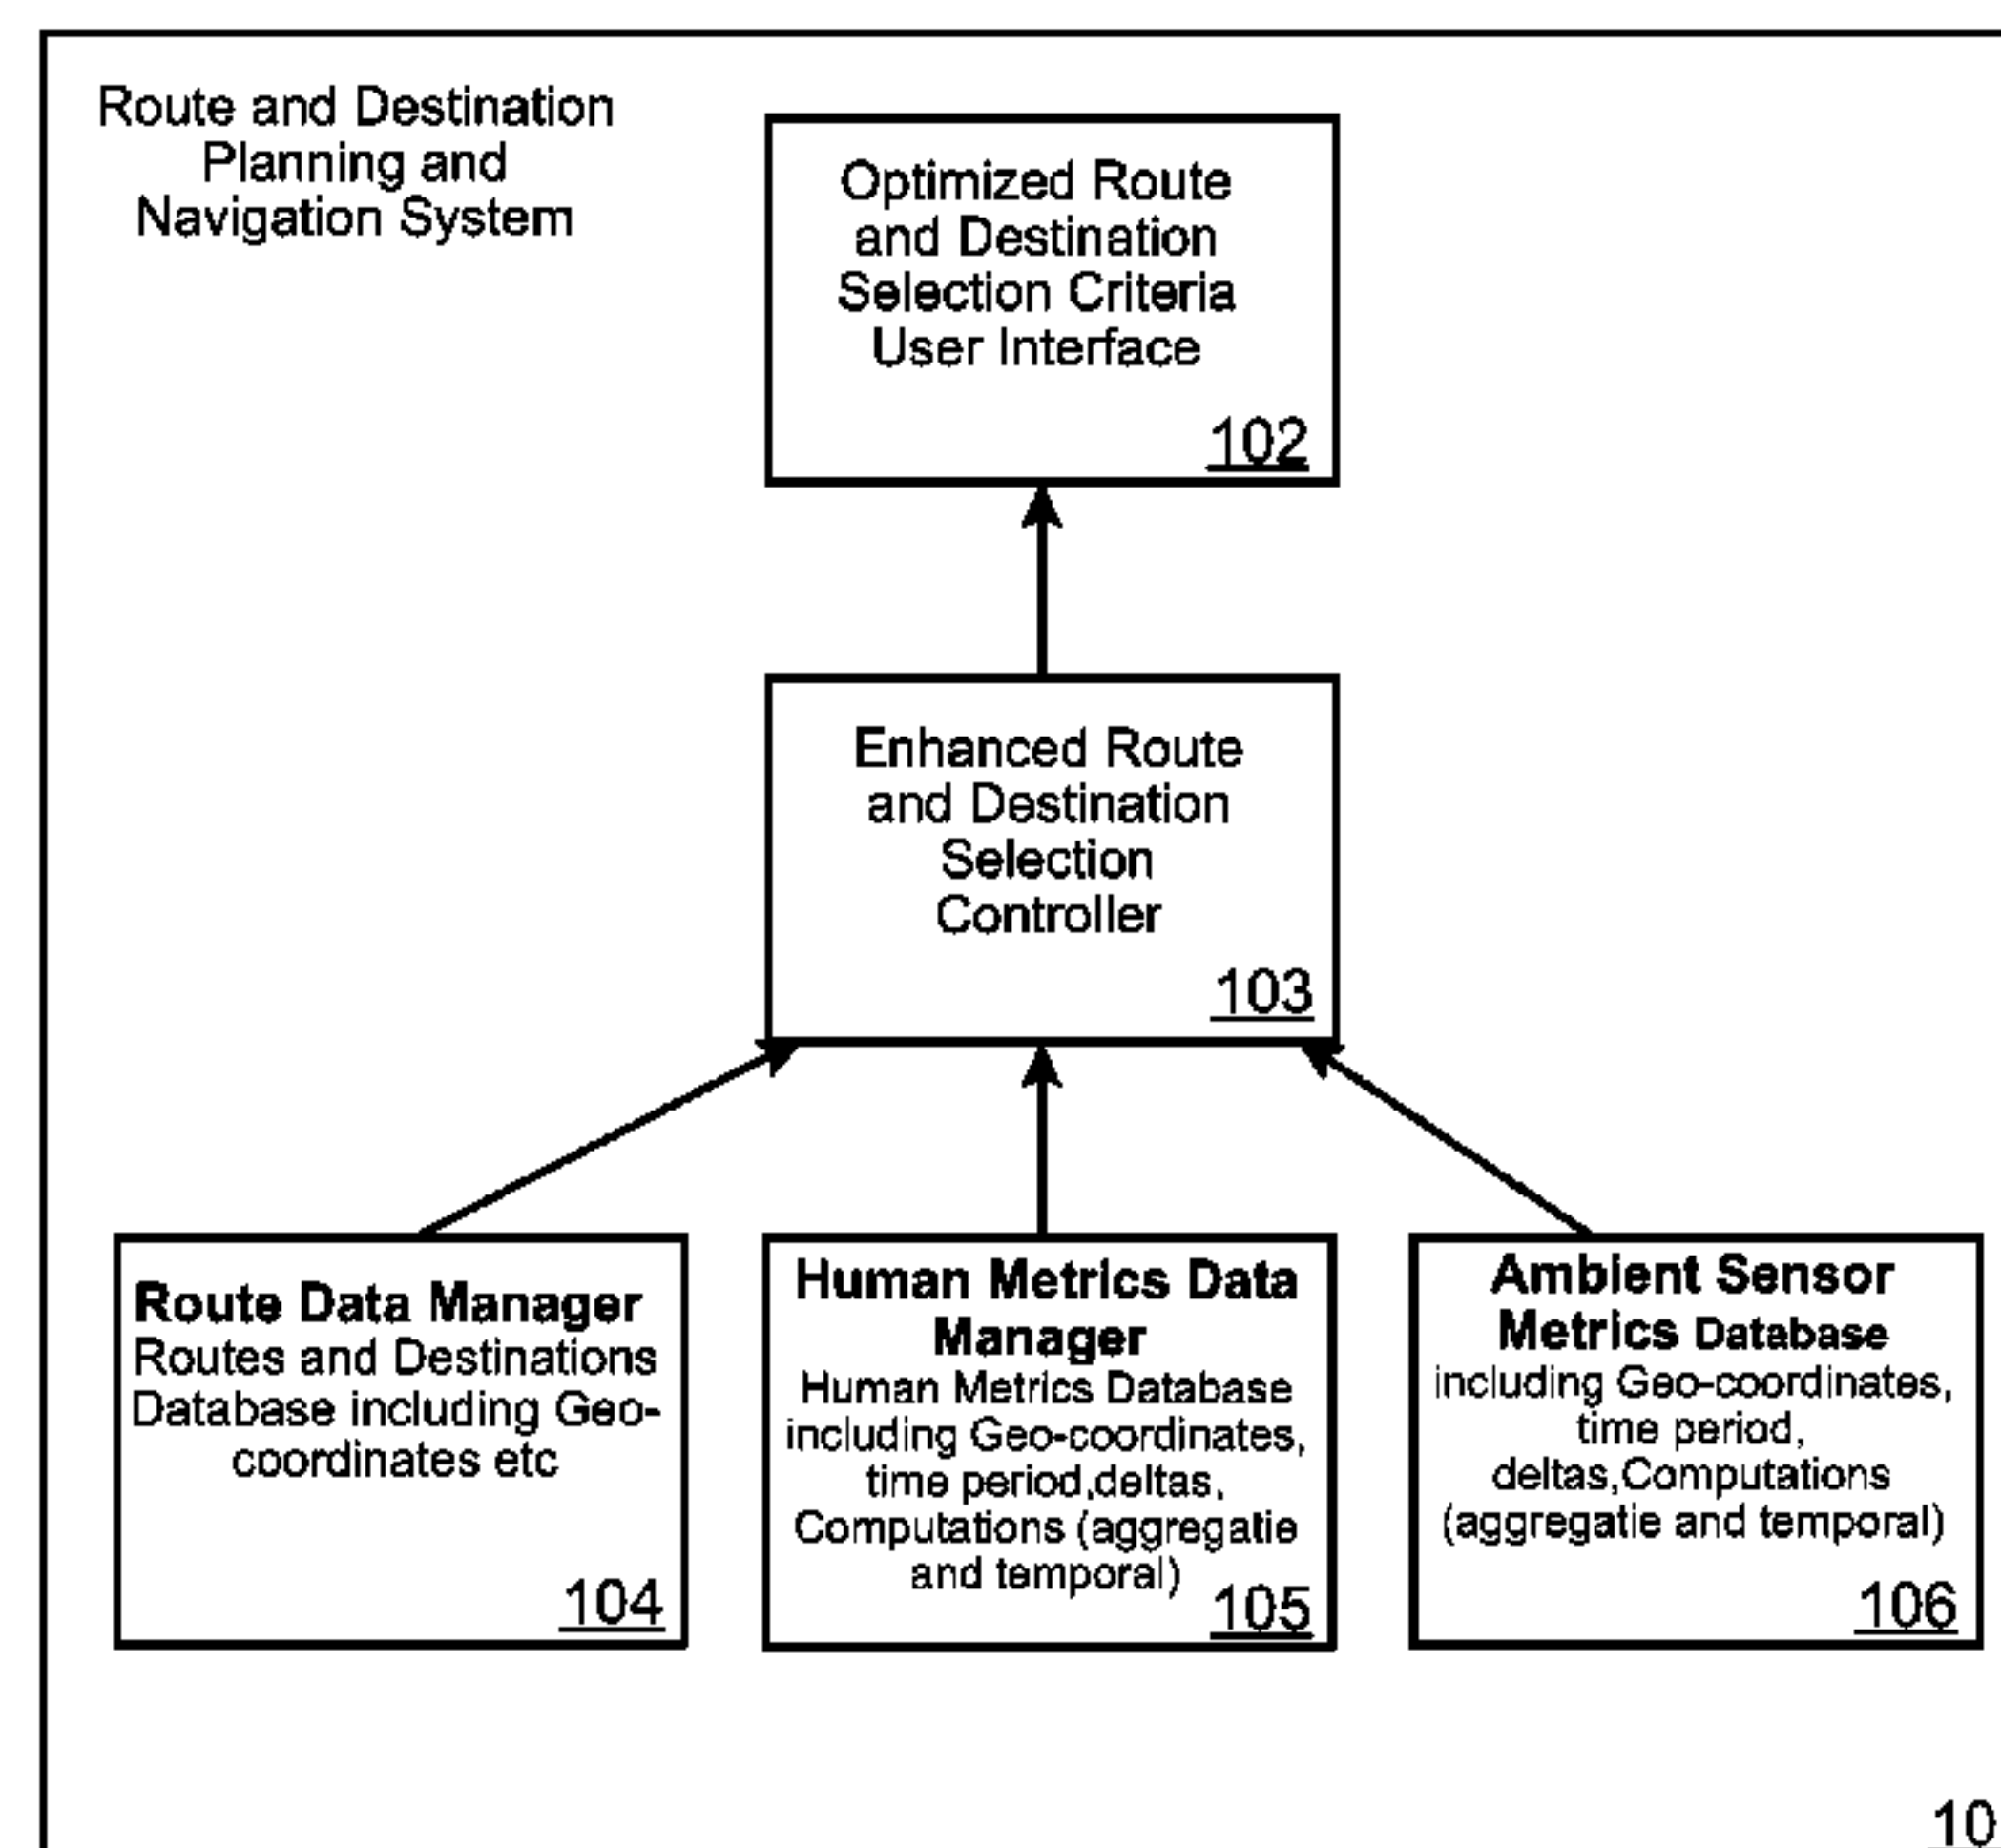 Route and Destination
Planning and
Navigation System
Optimized Route
and Destination
Selection Criteria
User Interface
102
Enhanced Route
and Destination
Selection
Controller
103
Route Data Manager
Routes and Destinations
Database including Geo-
coordinates etc
104
Human Metrics Data
Manager
Human Metrics Database
including Geo-coordinates,
time period,deltas,
Computations (aggregatie
and temporal)
105
Ambient Sensor
Metrics Database
including Geo-coordinates,
time period,
deltas,Computations
(aggregatie and temporal)
106
10